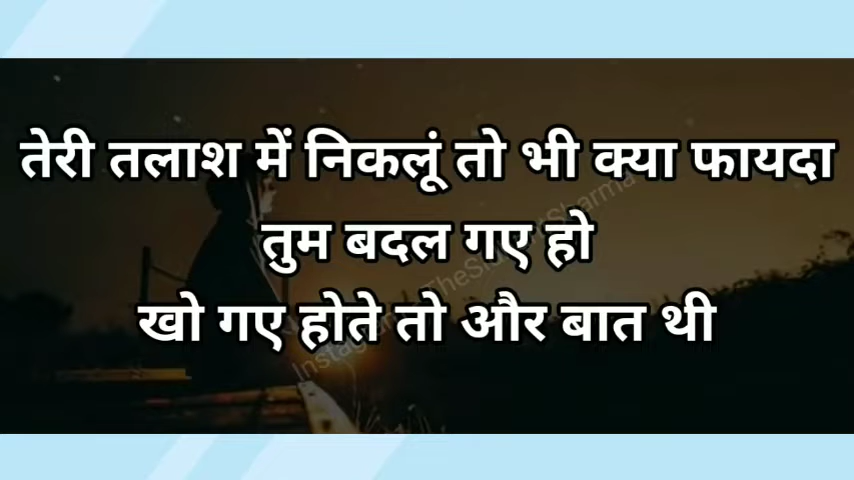 तेरी तलाश में निकलूं तो भी क्या फायदा
तुम बदल गए हो
खो गए होते तो और बात थी